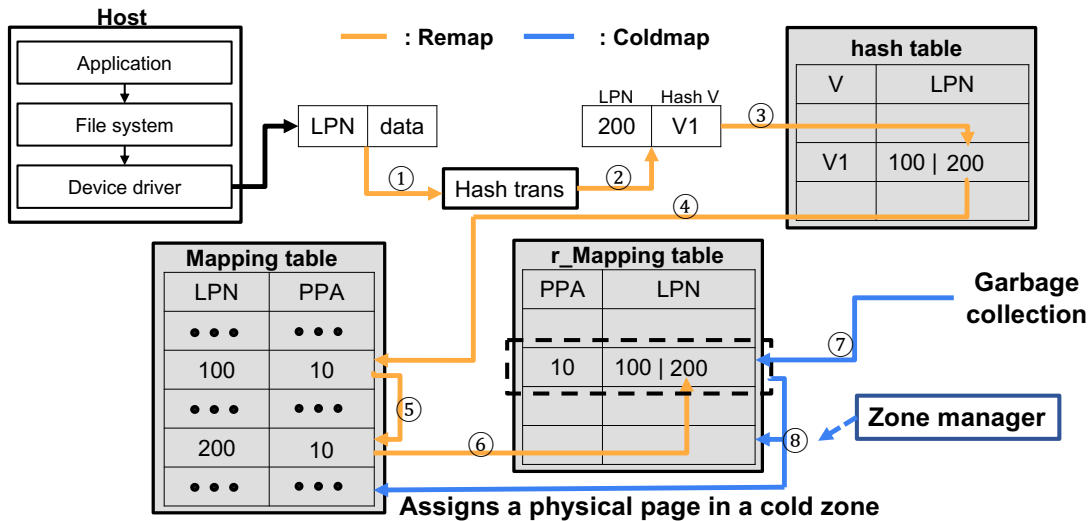 Host
Application
File system
Device driver
: Remap
: Coldmap
LPN data
LPN Hash V
200 V1
①
Hash trans
②
③
hash table
V LPN
V1 100 | 200
④
Mapping table
LPN PPA
● ● ● ● ● ●
100 10
● ● ● ● ● ●
200 10
● ● ● ● ● ●
⑤
⑥
r_Mapping table
PPA LPN
10 100 | 200
Garbage
collection
⑦
⑧
Zone manager
Assigns a physical page in a cold zone